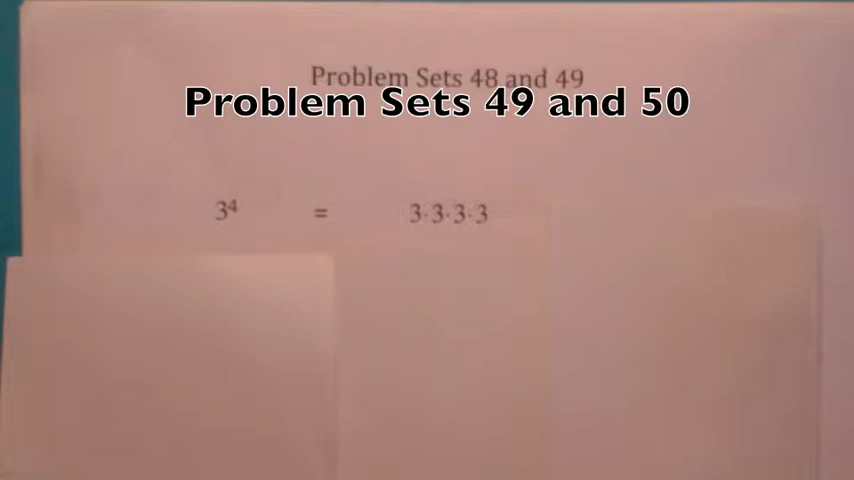 Problem Sets 48 and 49
Problem Sets 49 and 50
3⁴ = 3·3·3·3